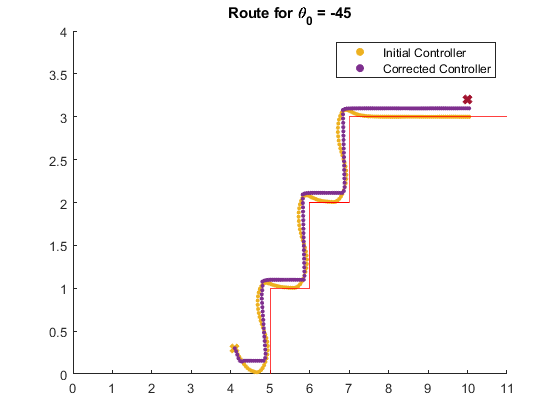 Route for θ0 = -45
Initial Controller
Corrected Controller
4
3.5
3
2.5
2
1.5
1
0.5
0
0 1 2 3 4 5 6 7 8 9 10 11